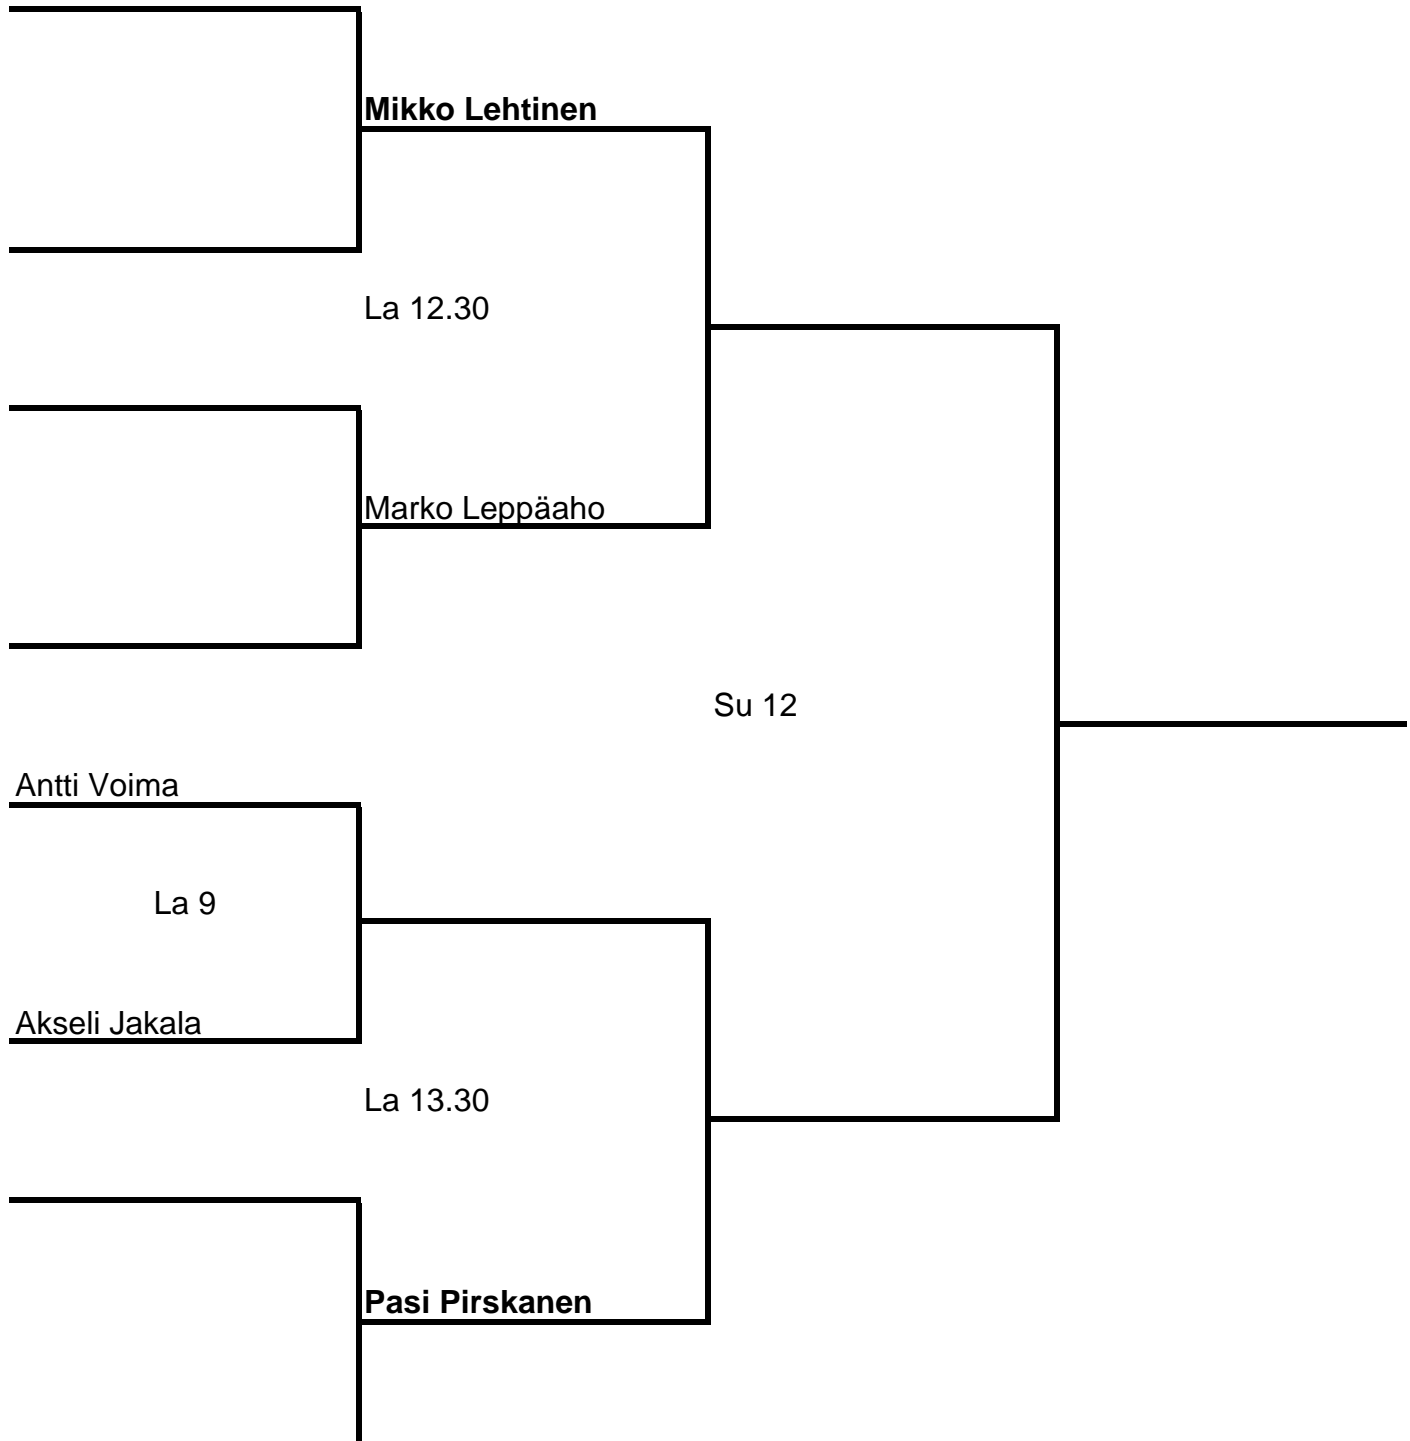 Mikko Lehtinen
La 12.30
Marko Leppäaho
Su 12
Antti Voima
La 9
Akseli Jakala
La 13.30
Pasi Pirskanen